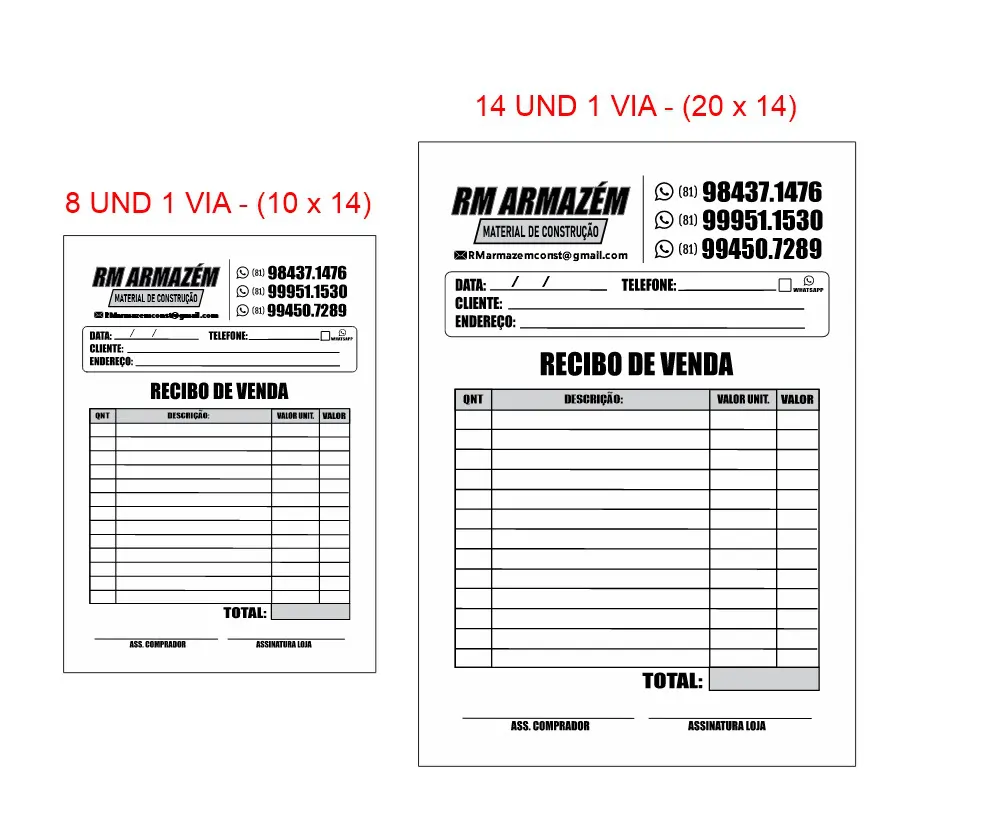 8 UND 1 VIA - (10 x 14)
RM ARMAZÉM
MATERIAL DE CONSTRUÇÃO
RMarmazemconst@gmail.com
(81) 98437.1476
(81) 99951.1530
(81) 99450.7289
DATA: / / TELEFONE: WHATSAPP
CLIENTE:
ENDEREÇO:
RECIBO DE VENDA
QNT DESCRIÇÃO: VALOR UNIT. VALOR
TOTAL:
ASS. COMPRADOR ASSINATURA LOJA
14 UND 1 VIA - (20 x 14)
RM ARMAZÉM
MATERIAL DE CONSTRUÇÃO
RMarmazemconst@gmail.com
(81) 98437.1476
(81) 99951.1530
(81) 99450.7289
DATA: / / TELEFONE: WHATSAPP
CLIENTE:
ENDEREÇO:
RECIBO DE VENDA
QNT DESCRIÇÃO: VALOR UNIT. VALOR
TOTAL:
ASS. COMPRADOR ASSINATURA LOJA